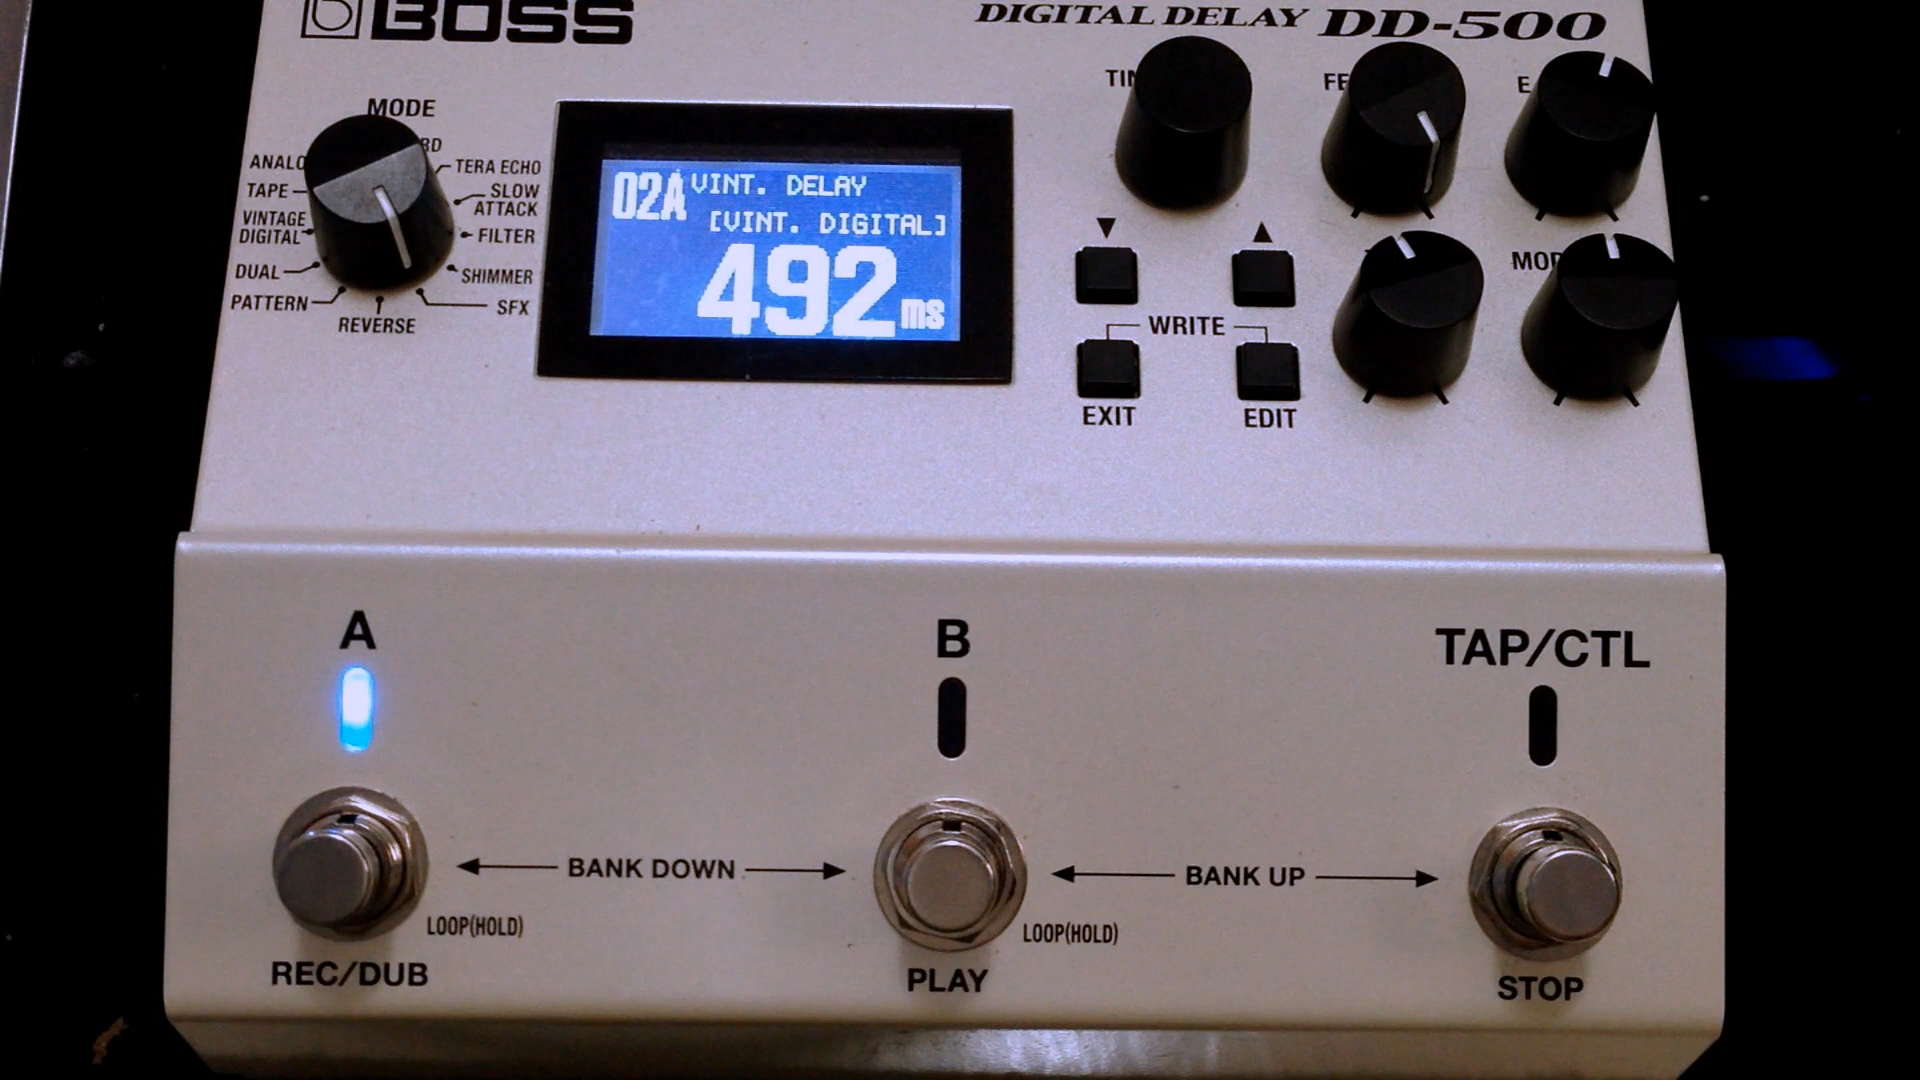 BOSS
DIGITAL DELAY DD-500
MODE
TERA ECHO
TAPE
SLOW
ATTACK
VINTAGE
DIGITAL
FILTER
DUAL
SHIMMER
PATTERN
SFX
REVERSE
02A VINT. DELAY
[VINT. DIGITAL]
492ms
▼ ▲
WRITE
EXIT
EDIT
A
B
TAP/CTL
BANK DOWN
BANK UP
LOOP(HOLD)
LOOP(HOLD)
REC/DUB
PLAY
STOP